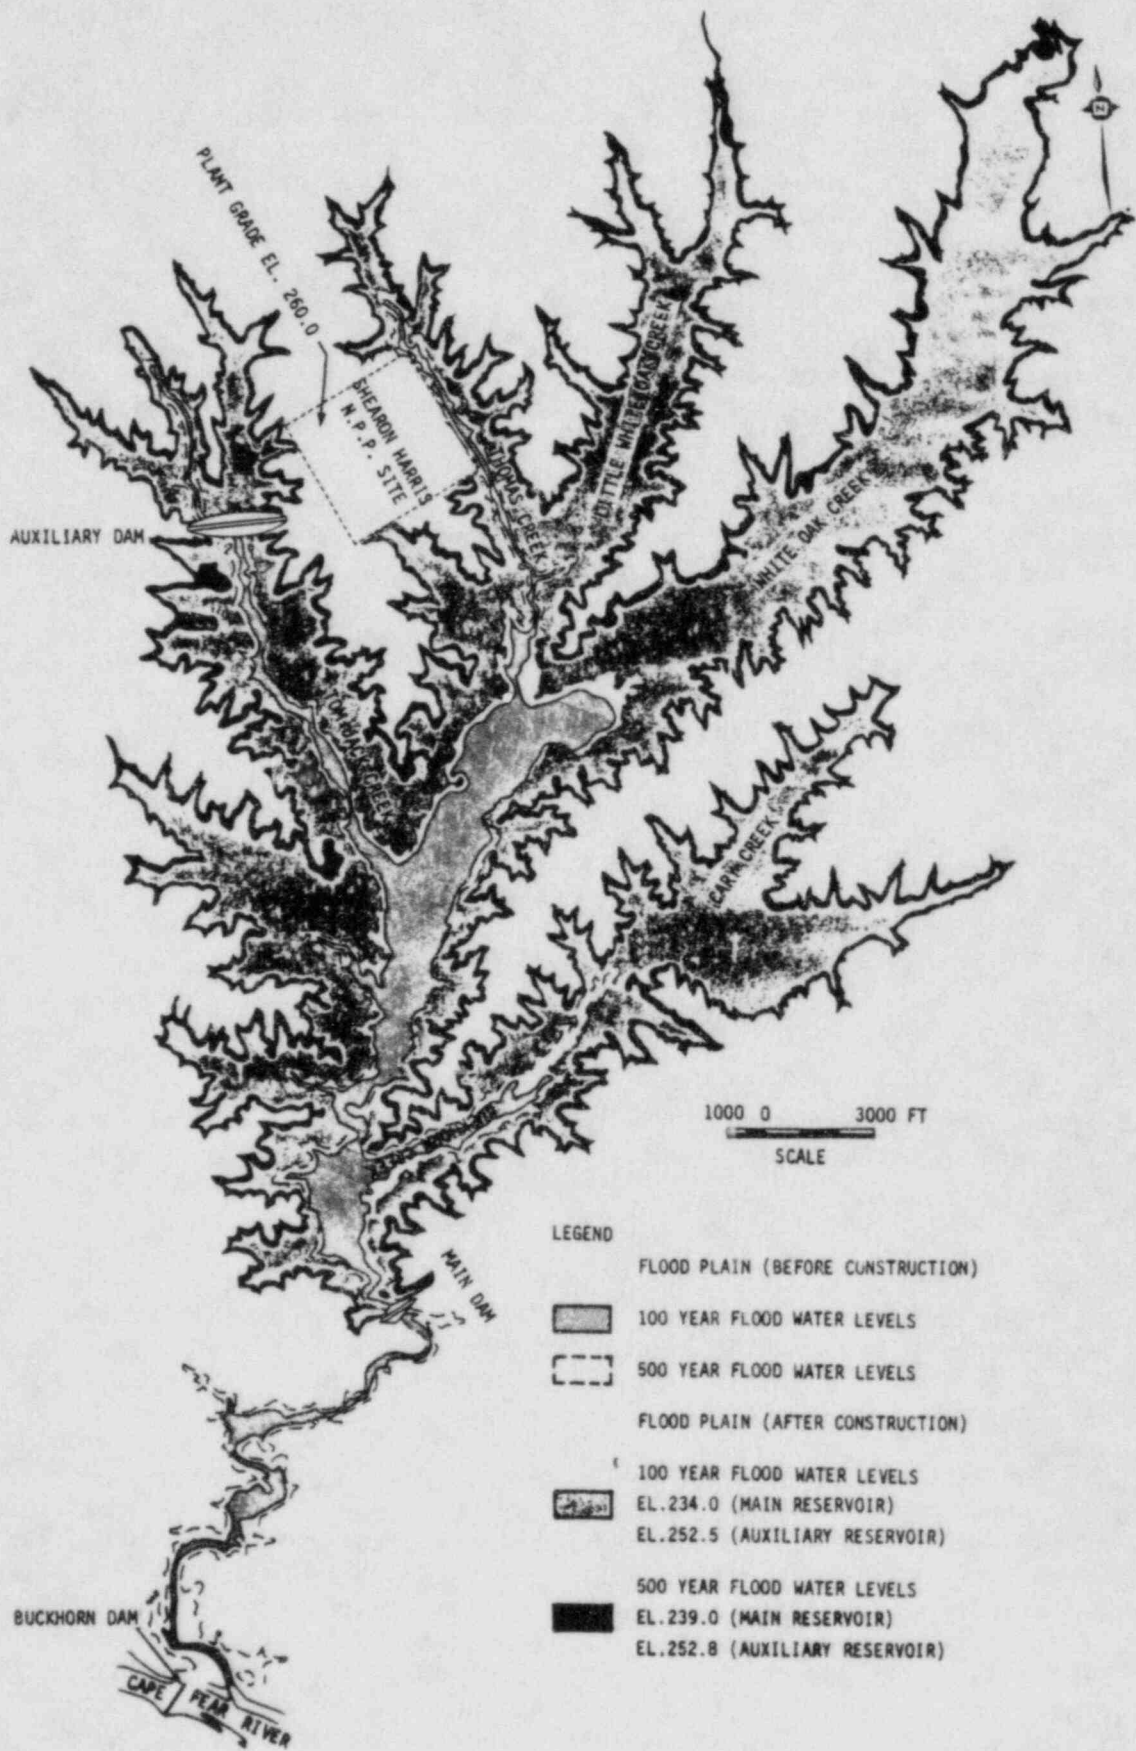 PLANT GRADE EL. 260.0
SHEARON HARRIS
N.P.P. SITE
THOMAS CREEK
LITTLE WHITE OAK CREEK
WHITE OAK CREEK
AUXILIARY DAM
CREEK
CARY CREEK
1000 0 3000 FT
SCALE
MAIN DAM
LEGEND
FLOOD PLAIN (BEFORE CONSTRUCTION)
100 YEAR FLOOD WATER LEVELS
500 YEAR FLOOD WATER LEVELS
FLOOD PLAIN (AFTER CONSTRUCTION)
100 YEAR FLOOD WATER LEVELS
EL.234.0 (MAIN RESERVOIR)
EL.252.5 (AUXILIARY RESERVOIR)
500 YEAR FLOOD WATER LEVELS
EL.239.0 (MAIN RESERVOIR)
EL.252.8 (AUXILIARY RESERVOIR)
BUCKHORN DAM
CAPE FEAR RIVER